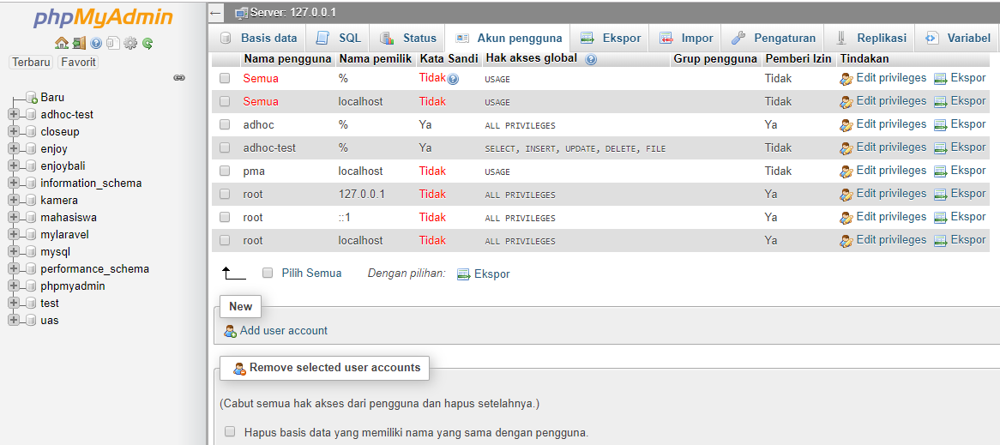 phpMyAdmin
Terbaru Favorit
Baru
adhoc-test
closeup
enjoy
enjoybali
information_schema
kamera
mahasiswa
mylaravel
mysql
performance_schema
phpmyadmin
test
uas
Server: 127.0.0.1
Basis data SQL Status Akun pengguna Ekspor Impor Pengaturan Replikasi Variabel
Nama pengguna Nama pemilik Kata Sandi Hak akses global Grup pengguna Pemberi Izin Tindakan
Semua % Tidak USAGE Tidak Edit privileges Ekspor
Semua localhost Tidak USAGE Tidak Edit privileges Ekspor
adhoc % Ya ALL PRIVILEGES Ya Edit privileges Ekspor
adhoc-test % Ya SELECT, INSERT, UPDATE, DELETE, FILE Tidak Edit privileges Ekspor
pma localhost Tidak USAGE Tidak Edit privileges Ekspor
root 127.0.0.1 Tidak ALL PRIVILEGES Ya Edit privileges Ekspor
root ::1 Tidak ALL PRIVILEGES Ya Edit privileges Ekspor
root localhost Tidak ALL PRIVILEGES Ya Edit privileges Ekspor
Pilih Semua Dengan pilihan: Ekspor
New
Add user account
Remove selected user accounts
(Cabut semua hak akses dari pengguna dan hapus setelahnya.)
Hapus basis data yang memiliki nama yang sama dengan pengguna.